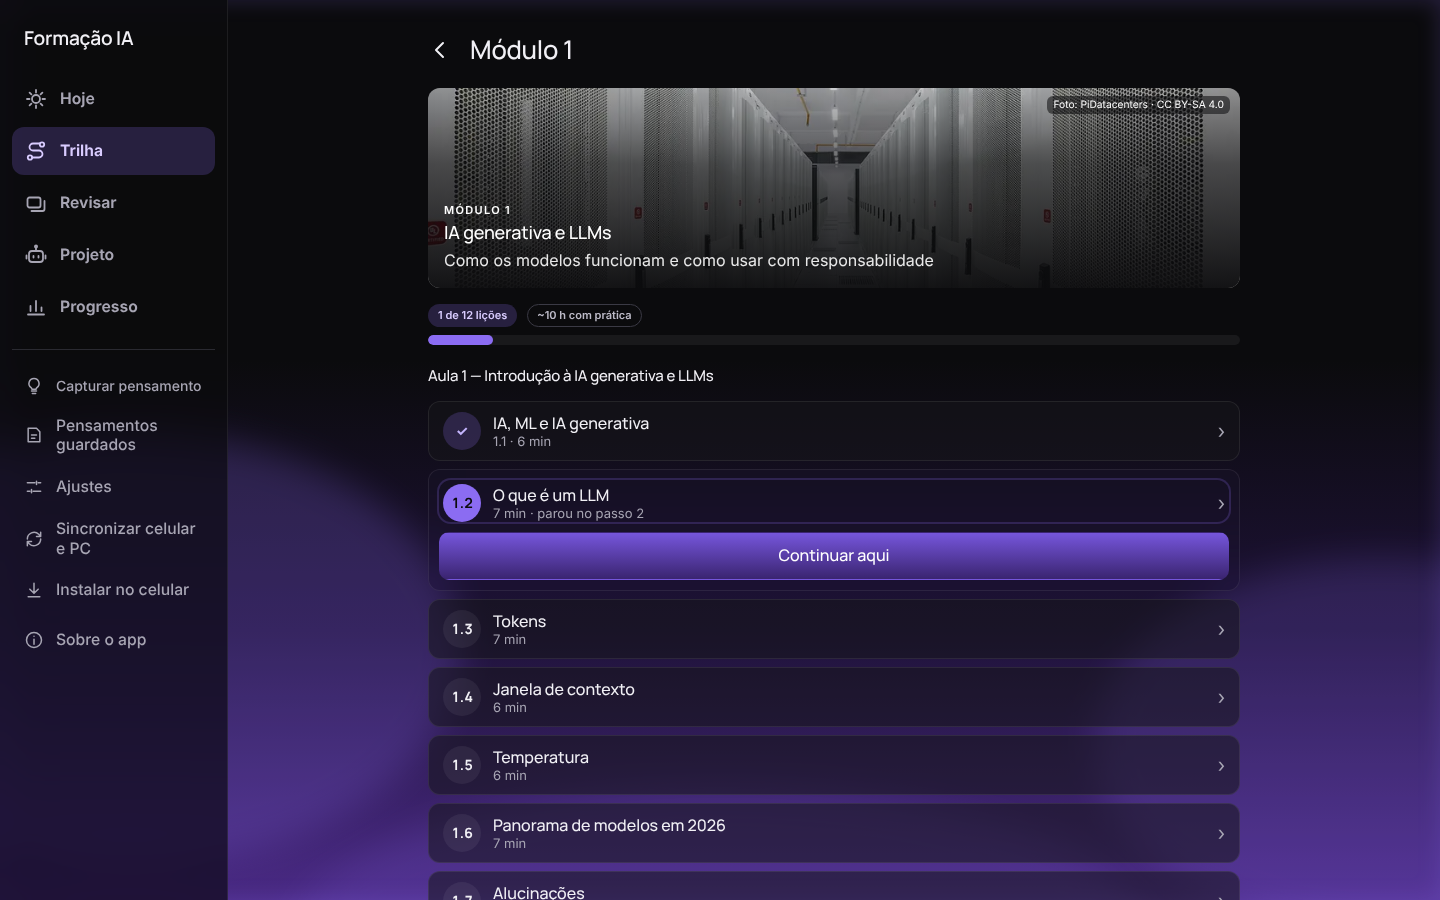 Formação IA
Hoje
Trilha
Revisar
Projeto
Progresso
Capturar pensamento
Pensamentos
guardados
Ajustes
Sincronizar celular
e PC
Instalar no celular
Sobre o app
Módulo 1
Foto: PiDatacenters · CC BY-SA 4.0
MÓDULO 1
IA generativa e LLMs
Como os modelos funcionam e como usar com responsabilidade
1 de 12 lições
~10 h com prática
Aula 1 — Introdução à IA generativa e LLMs
IA, ML e IA generativa
1.1 · 6 min
1.2
O que é um LLM
7 min · parou no passo 2
Continuar aqui
1.3
Tokens
7 min
1.4
Janela de contexto
6 min
1.5
Temperatura
6 min
1.6
Panorama de modelos em 2026
7 min
1.7
Alucinações